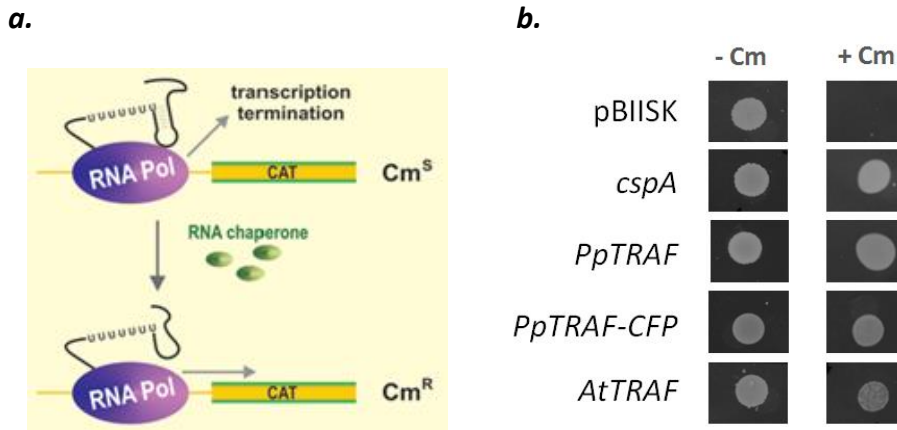 a.
transcription
termination
RNA Pol
CAT
Cm^S
RNA chaperone
UUUUUUU
RNA Pol
CAT
Cm^R
b.
- Cm
+ Cm
pBIISK
cspA
PpTRAF
PpTRAF-CFP
AtTRAF